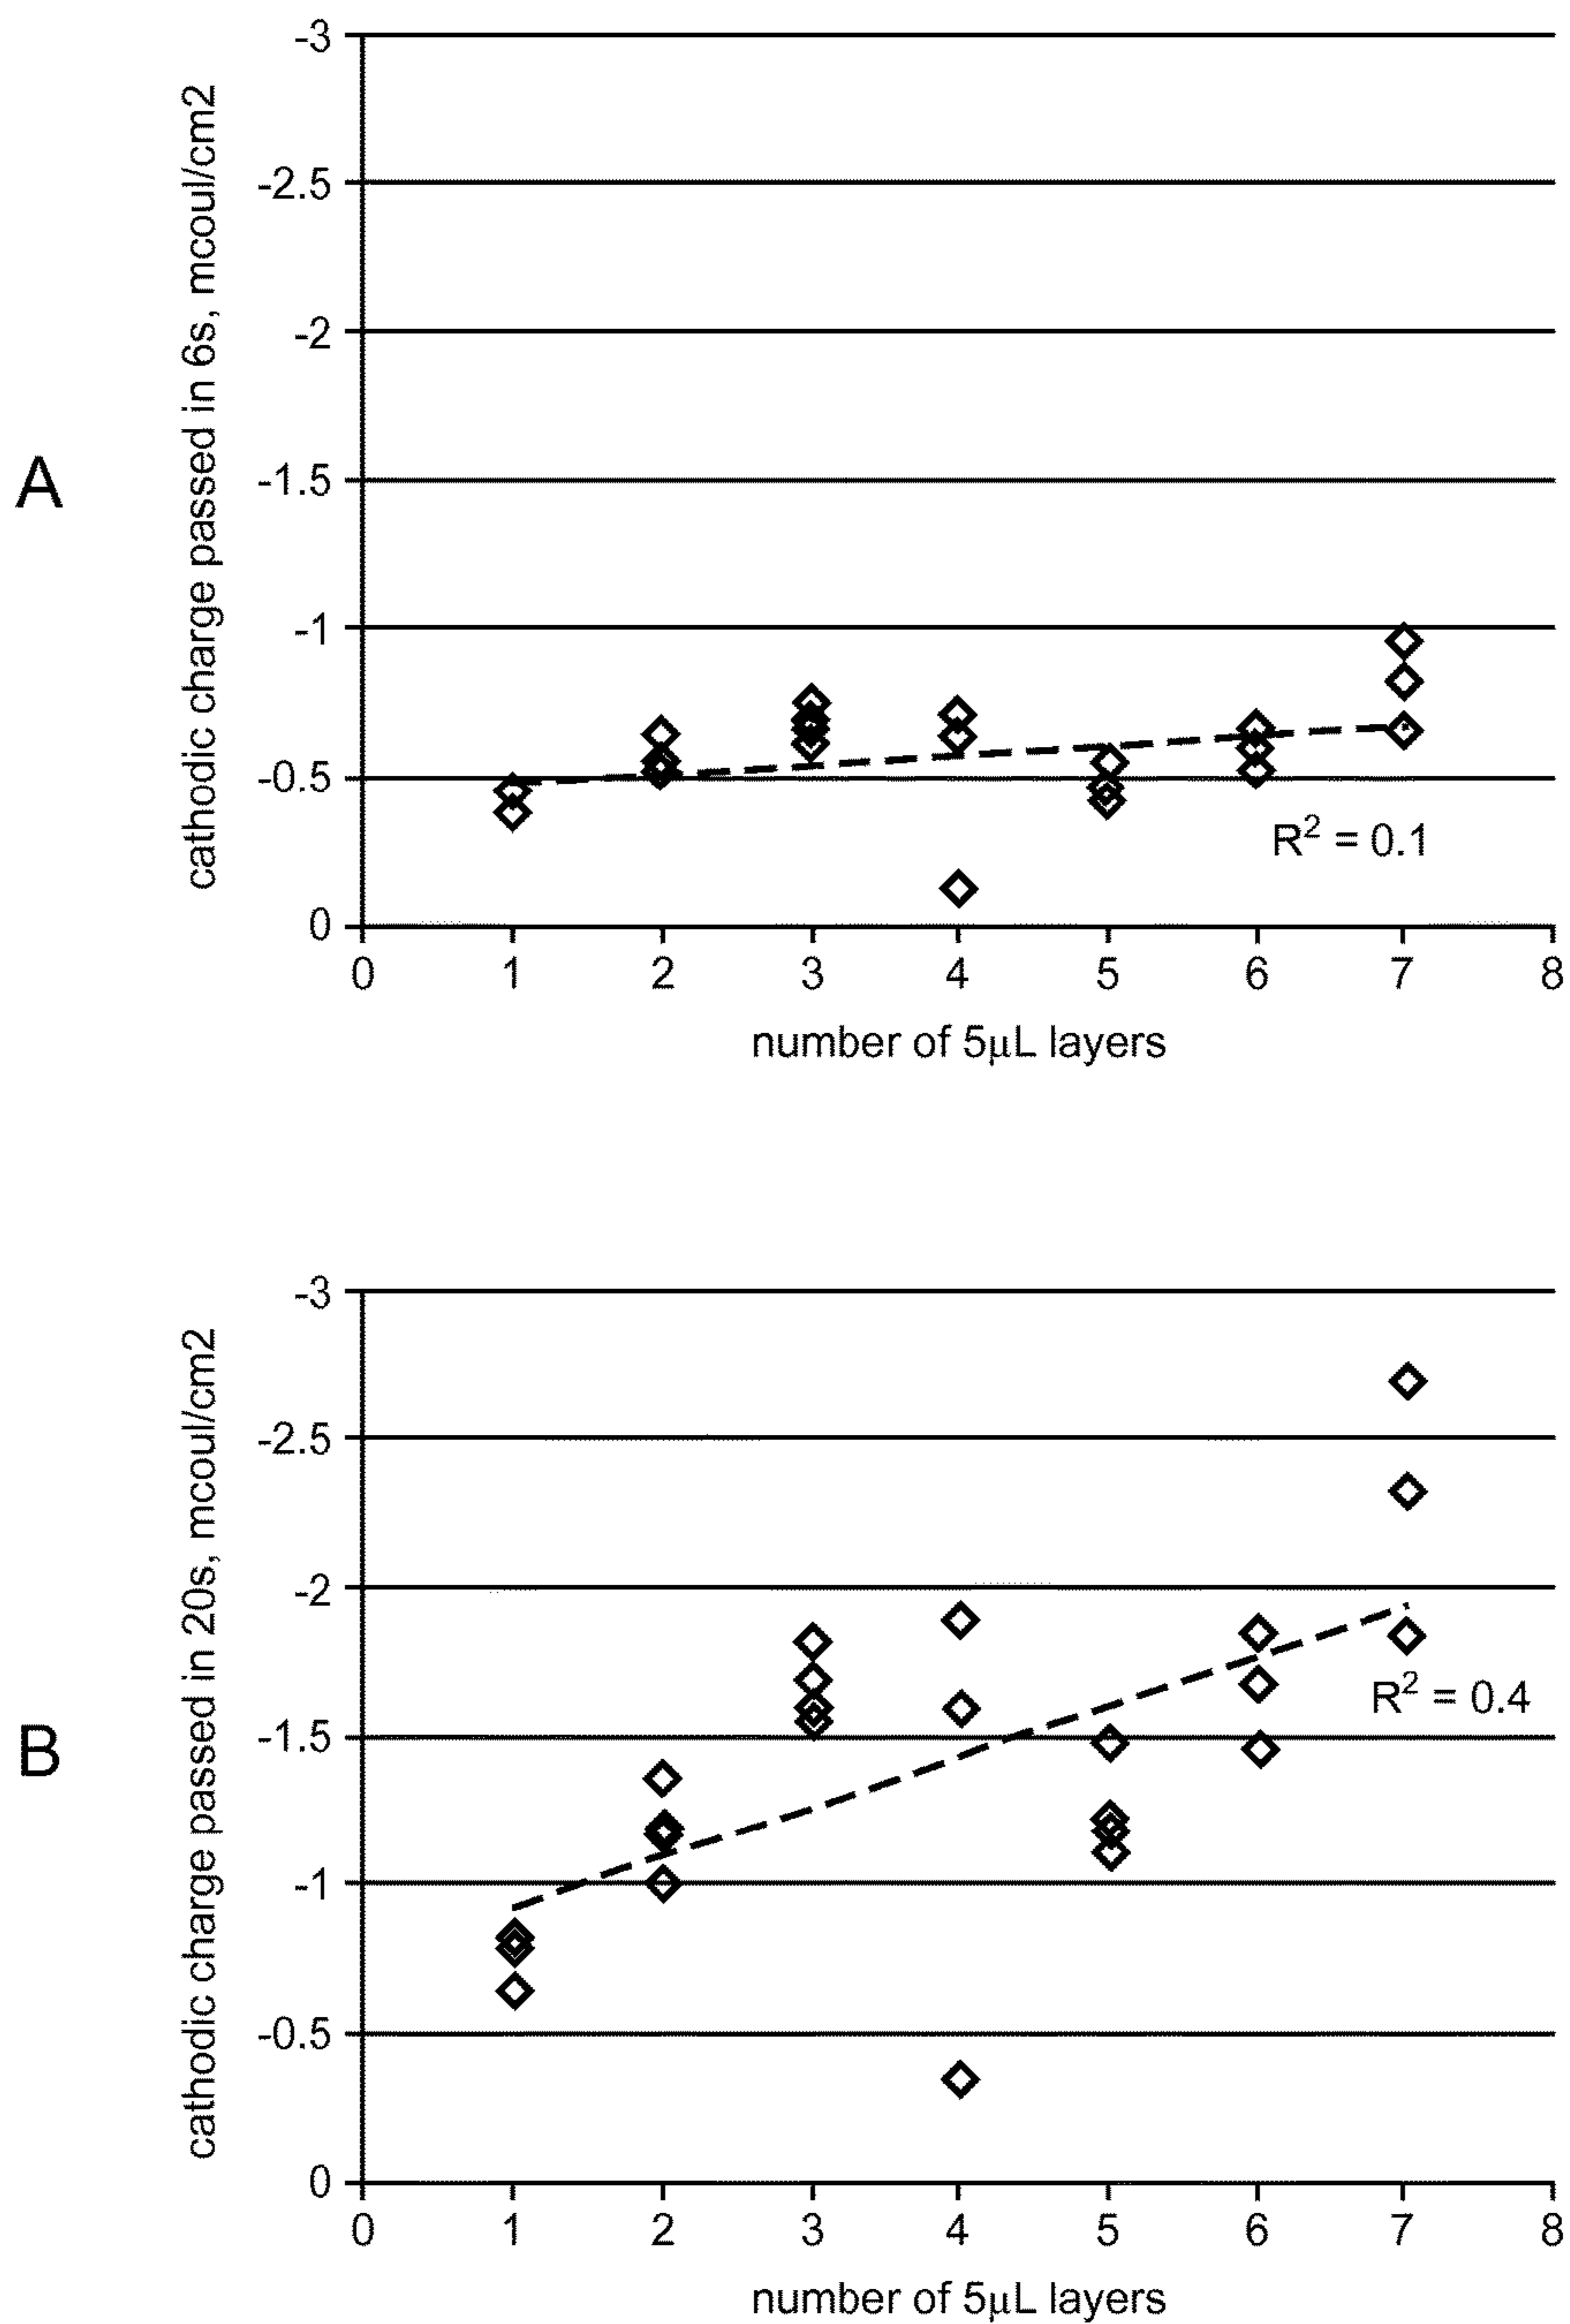 A
cathodic charge passed in 6s, mcoul/cm2
-3
-2.5
-2
-1.5
-1
-0.5
0
R² = 0.1
0 1 2 3 4 5 6 7 8
number of 5μL layers
B
cathodic charge passed in 20s, mcoul/cm2
-3
-2.5
-2
-1.5
-1
-0.5
0
R² = 0.4
0 1 2 3 4 5 6 7 8
number of 5μL layers